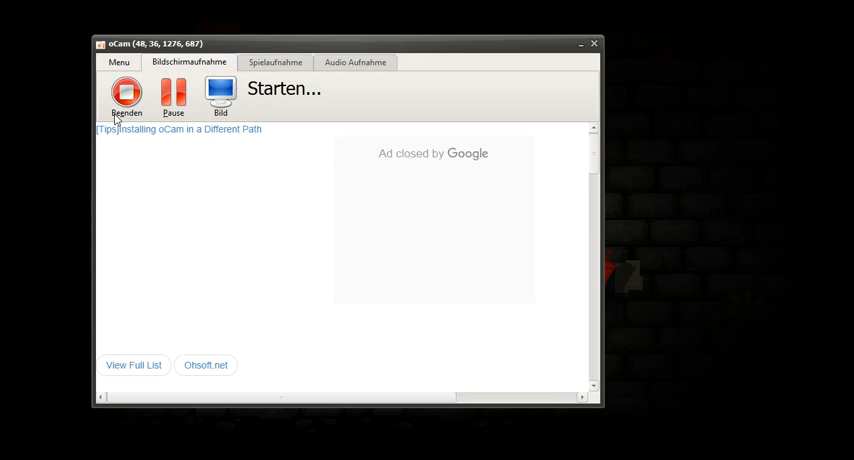 oCam (48, 36, 1276, 687)
Menu Bildschirmaufnahme Spielaufnahme Audio Aufnahme
Starten...
Beenden Pause Bild
[Tips]Installing oCam in a Different Path
Ad closed by Google
View Full List Ohsoft.net